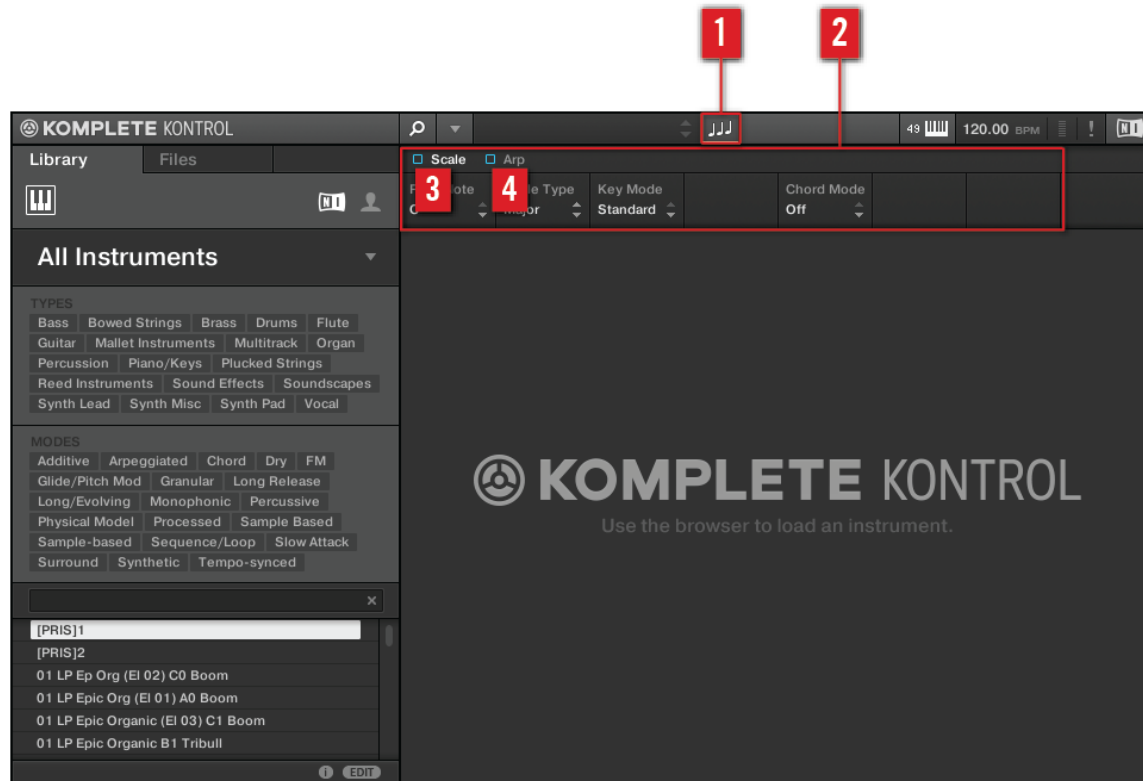 1 2
KOMPLETE KONTROL 49 120.00 BPM ! NI
Library Files Scale Arp
3 4
NI ote e Type Key Mode Chord Mode
Major Standard Off
All Instruments
TYPES
Bass Bowed Strings Brass Drums Flute
Guitar Mallet Instruments Multitrack Organ
Percussion Piano/Keys Plucked Strings
Reed Instruments Sound Effects Soundscapes
Synth Lead Synth Misc Synth Pad Vocal
MODES
Additive Arpeggiated Chord Dry FM
Glide/Pitch Mod Granular Long Release
Long/Evolving Monophonic Percussive
Physical Model Processed Sample Based
Sample-based Sequence/Loop Slow Attack
Surround Synthetic Tempo-synced
KOMPLETE KONTROL
Use the browser to load an instrument.
[PRIS]1
[PRIS]2
01 LP Ep Org (El 02) C0 Boom
01 LP Epic Org (El 01) A0 Boom
01 LP Epic Organic (El 03) C1 Boom
01 LP Epic Organic B1 Tribull
i EDIT